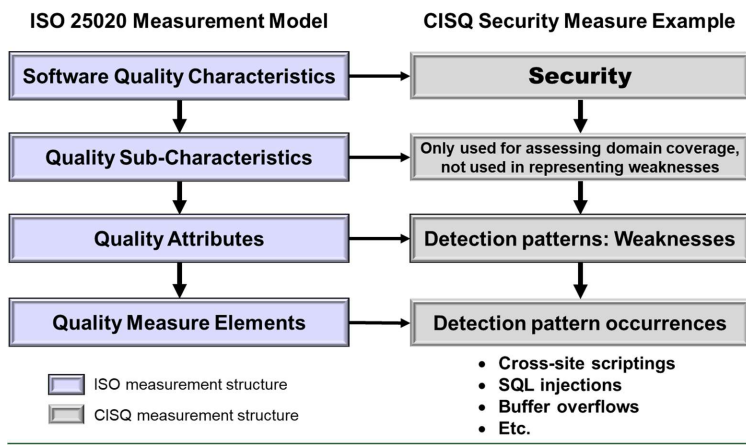 ISO 25020 Measurement Model
CISQ Security Measure Example
Software Quality Characteristics
Security
Quality Sub-Characteristics
Only used for assessing domain coverage,
not used in representing weaknesses
Quality Attributes
Detection patterns: Weaknesses
Quality Measure Elements
Detection pattern occurrences
• Cross-site scriptings
• SQL injections
• Buffer overflows
• Etc.
ISO measurement structure
CISQ measurement structure